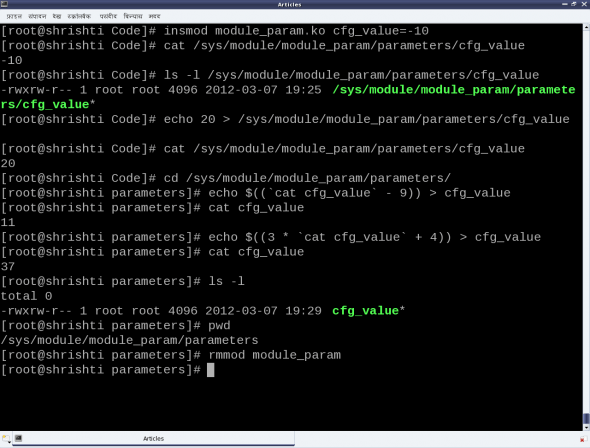 Articles
फ़ाइल संपादन देख स्क्रॉलबैक पसंदीदा विन्यास मदद
[root@shrishti Code]# insmod module_param.ko cfg_value=-10
[root@shrishti Code]# cat /sys/module/module_param/parameters/cfg_value
-10
[root@shrishti Code]# ls -l /sys/module/module_param/parameters/cfg_value
-rwxrw-r-- 1 root root 4096 2012-03-07 19:25 /sys/module/module_param/paramete
rs/cfg_value*
[root@shrishti Code]# echo 20 > /sys/module/module_param/parameters/cfg_value
[root@shrishti Code]# cat /sys/module/module_param/parameters/cfg_value
20
[root@shrishti Code]# cd /sys/module/module_param/parameters/
[root@shrishti parameters]# echo $((`cat cfg_value` - 9)) > cfg_value
[root@shrishti parameters]# cat cfg_value
11
[root@shrishti parameters]# echo $((3 * `cat cfg_value` + 4)) > cfg_value
[root@shrishti parameters]# cat cfg_value
37
[root@shrishti parameters]# ls -l
total 0
-rwxrw-r-- 1 root root 4096 2012-03-07 19:29 cfg_value*
[root@shrishti parameters]# pwd
/sys/module/module_param/parameters
[root@shrishti parameters]# rmmod module_param
[root@shrishti parameters]#
Articles